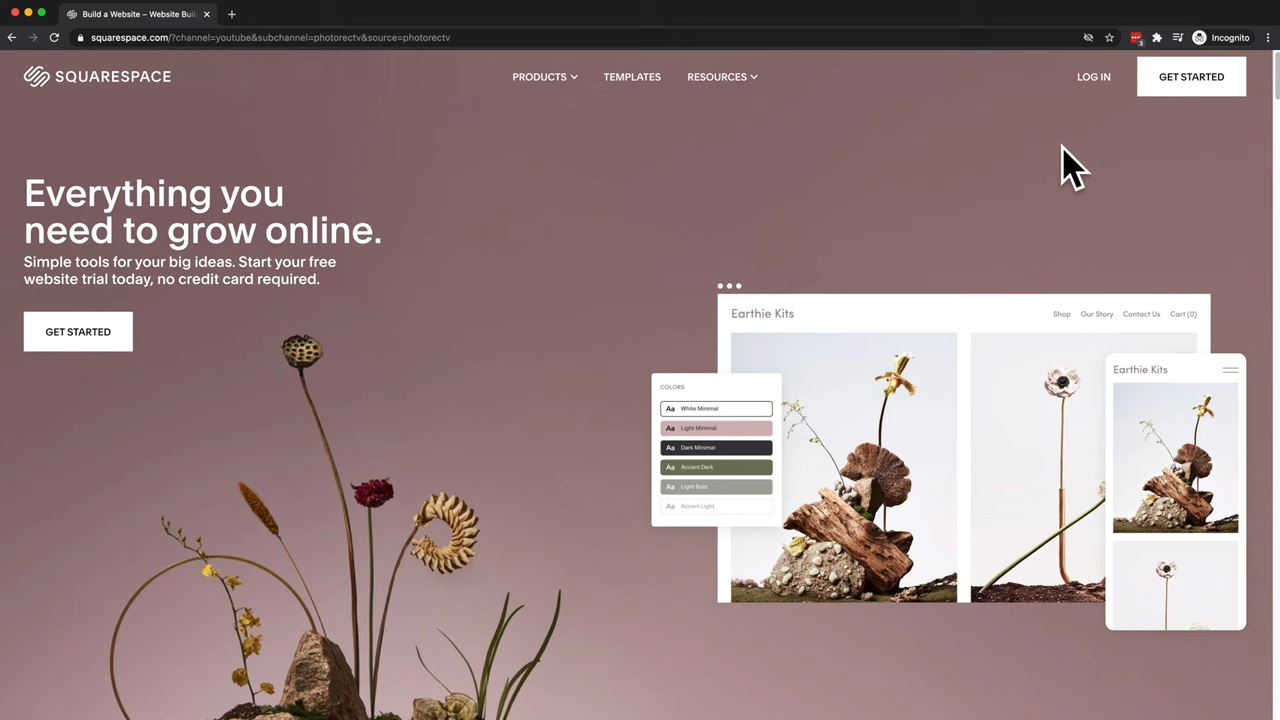 Build a Website – Website Buil
squarespace.com/?channel=youtube&subchannel=photorectv&source=photorectv
3
Incognito
SQUARESPACE
PRODUCTS
TEMPLATES
RESOURCES
LOG IN
GET STARTED
Everything you
need to grow online.
Simple tools for your big ideas. Start your free
website trial today, no credit card required.
GET STARTED
Earthie Kits
Shop
Our Story
Contact Us
Cart (0)
COLORS
Aa White Minimal
Aa Light Minimal
Aa Dark Minimal
Aa Accent Dark
Aa Light Bold
Aa Accent Light
Earthie Kits